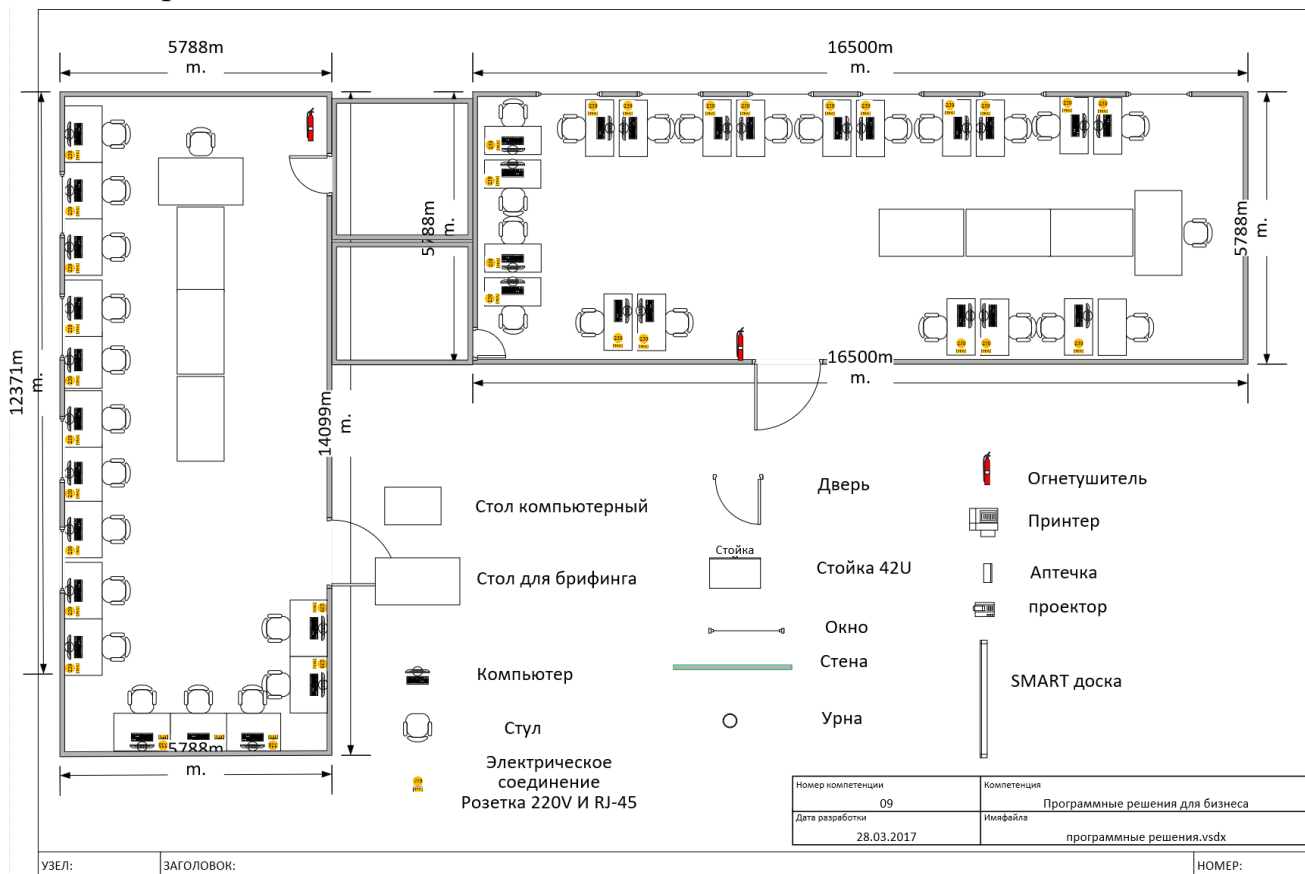 5788m
m.
16500m
m.
12371m
m.
14099m
m.
5788m
m.
5788m
m.
16500m
m.
5788m
m.
Стол компьютерный
Стол для брифинга
Компьютер
Стул
Электрическое
соединение
Розетка 220V И RJ-45
Дверь
Стойка
Стойка 42U
Окно
Стена
Урна
Огнетушитель
Принтер
Аптечка
проектор
SMART доска
Номер компетенции
09
Компетенция
Программные решения для бизнеса
Дата разработки
28.03.2017
Имяфайла
программные решения.vsdx
УЗЕЛ:
ЗАГОЛОВОК:
НОМЕР: